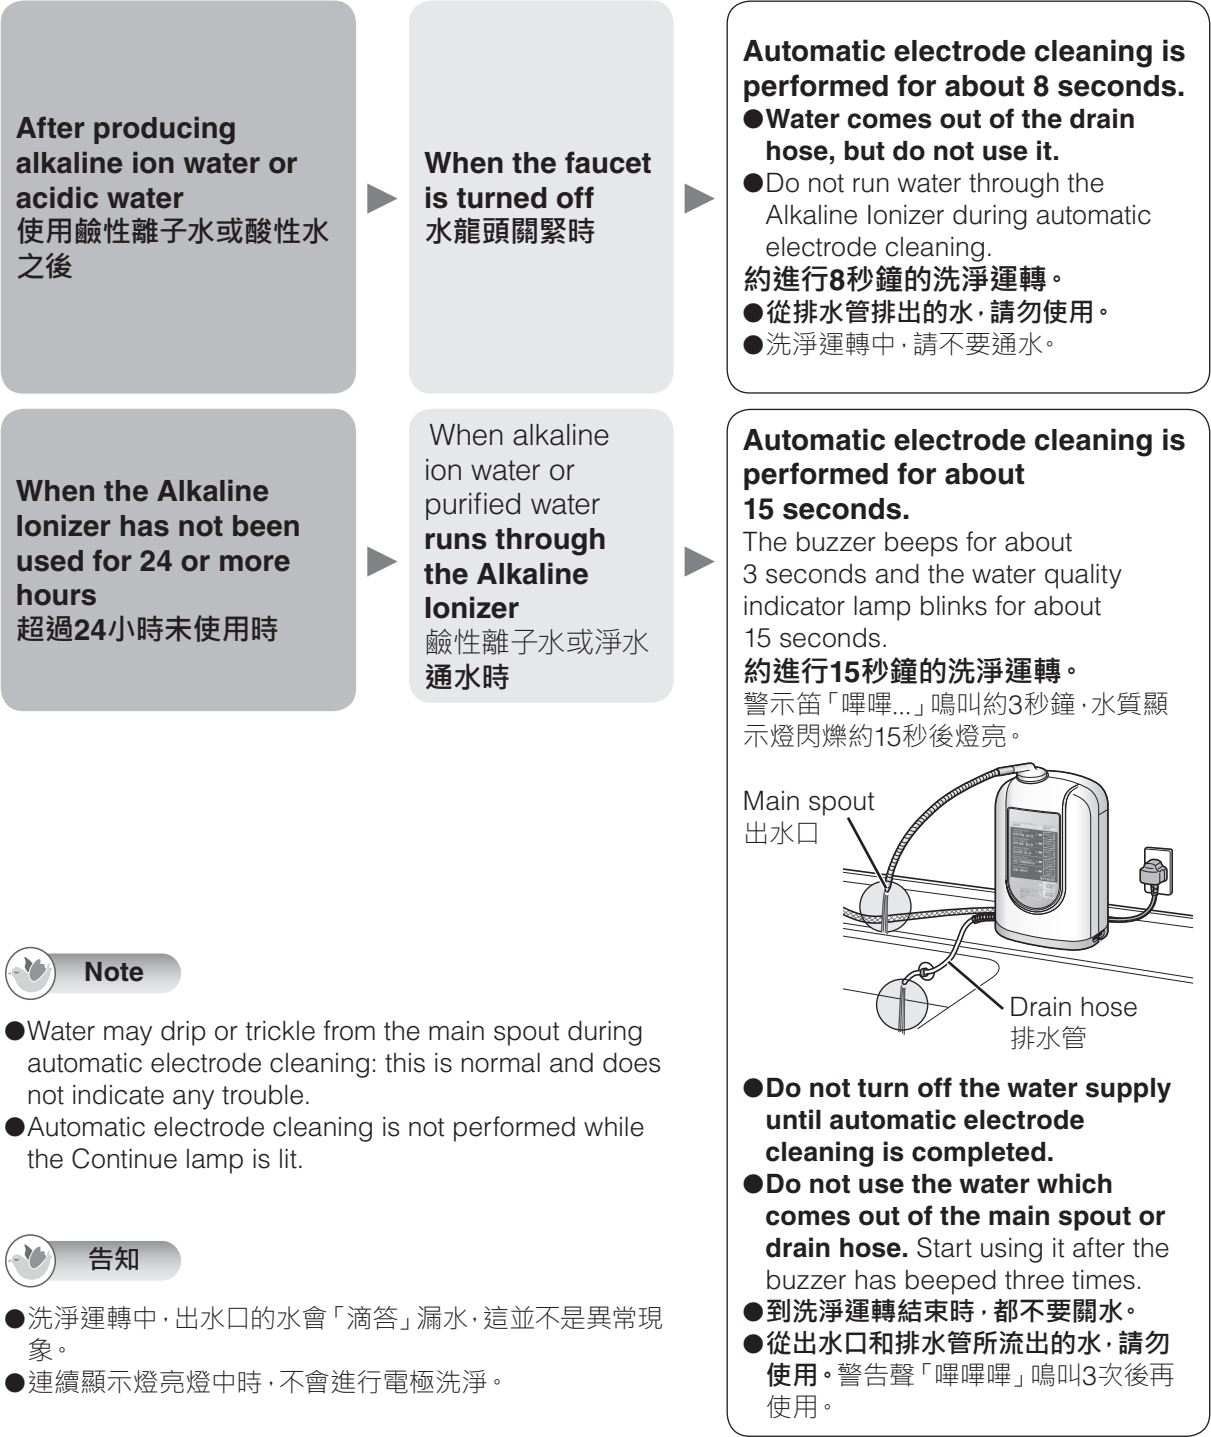 After producing
alkaline ion water or
acidic water
使用鹼性離子水或酸性水
之後
When the faucet
is turned off
水龍頭關緊時
Automatic electrode cleaning is
performed for about 8 seconds.
●Water comes out of the drain
hose, but do not use it.
●Do not run water through the
Alkaline Ionizer during automatic
electrode cleaning.
約進行8秒鐘的洗淨運轉。
●從排水管排出的水,請勿使用。
●洗淨運轉中,請不要通水。
When the Alkaline
Ionizer has not been
used for 24 or more
hours
超過24小時未使用時
When alkaline
ion water or
purified water
runs through
the Alkaline
Ionizer
鹼性離子水或淨水
通水時
Automatic electrode cleaning is
performed for about
15 seconds.
The buzzer beeps for about
3 seconds and the water quality
indicator lamp blinks for about
15 seconds.
約進行15秒鐘的洗淨運轉。
警示笛「嗶嗶...」鳴叫約3秒鐘,水質顯
示燈閃爍約15秒後燈亮。
Main spout
出水口
Drain hose
排水管
●Do not turn off the water supply
until automatic electrode
cleaning is completed.
●Do not use the water which
comes out of the main spout or
drain hose. Start using it after the
buzzer has beeped three times.
●到洗淨運轉結束時,都不要關水。
●從出水口和排水管所流出的水,請勿
使用。警告聲「嗶嗶嗶」鳴叫3次後再
使用。
Note
●Water may drip or trickle from the main spout during
automatic electrode cleaning: this is normal and does
not indicate any trouble.
●Automatic electrode cleaning is not performed while
the Continue lamp is lit.
告知
●洗淨運轉中,出水口的水會「滴答」漏水,這並不是異常現
象。
●連續顯示燈亮燈中時,不會進行電極洗淨。